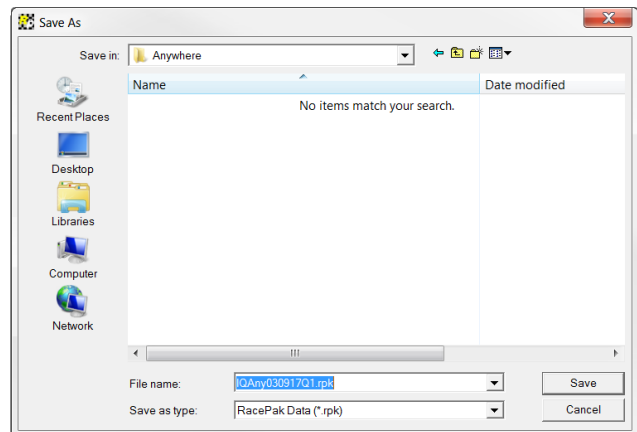 Save As
Save in: Anywhere
Name Date modified
No items match your search.
Recent Places
Desktop
Libraries
Computer
Network
File name: IQAny030917Q1.rpk Save
Save as type: RacePak Data (*.rpk) Cancel